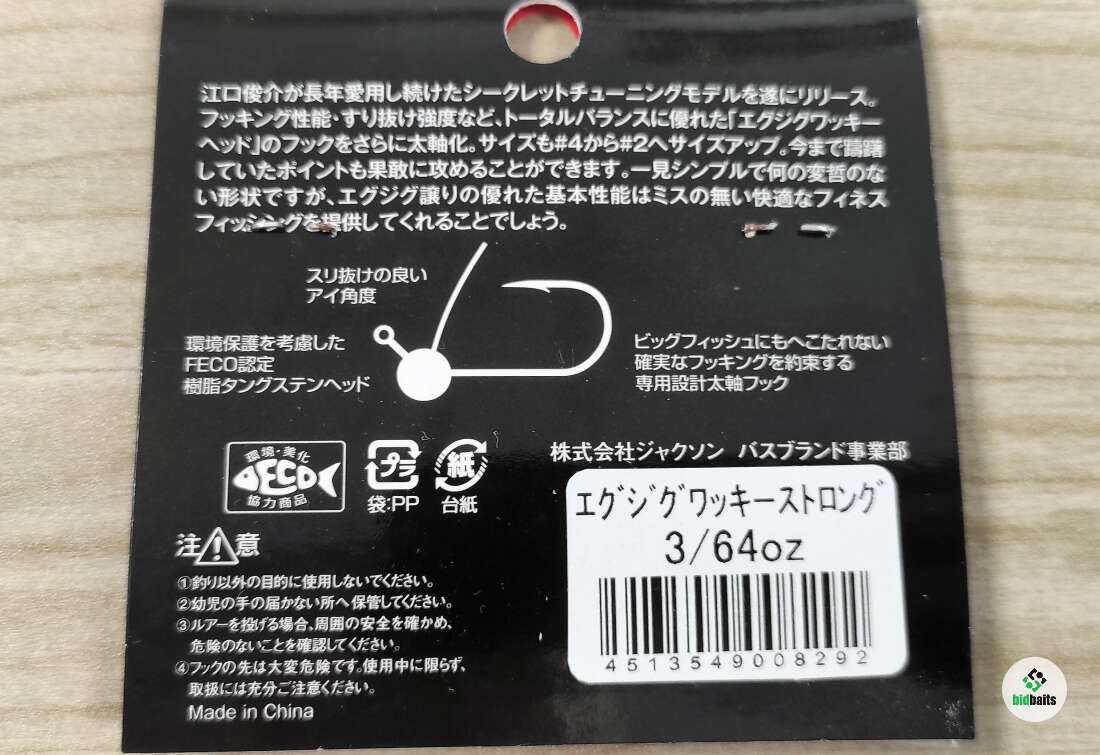 江口俊介が長年愛用し続けたシークレットチューニングモデルを遂にリリース。
フッキング性能・すり抜け強度など、トータルバランスに優れた「エグジグワッキー
ヘッド」のフックをさらに太軸化。サイズも#4から#2へサイズアップ。今まで躊躇
していたポイントも果敢に攻めることができます。一見シンプルで何の変哲のな
い形状ですが、エグジグ譲りの優れた基本性能はミスの無い快適なフィネス
フィッシングを提供してくれることでしょう。
スリ抜けの良い
アイ角度
環境保護を考慮した
FECO認定
樹脂タングステンヘッド
ビッグフィッシュにもへこたれない
確実なフッキングを約束する
専用設計太軸フック
環境・美化
FECO
協力商品
プラ
袋:PP
紙
台紙
株式会社ジャクソン バスブランド事業部
エグジグワッキーストロング
3/64oz
4513549008292
注意
①釣り以外の目的に使用しないでください。
②幼児の手の届かない所へ保管してください。
③ルアーを投げる場合、周囲の安全を確かめ、
危険のないことを確認してください。
④フックの先は大変危険です。使用中に限らず、
取扱には充分ご注意ください。
Made in China
bidbaits